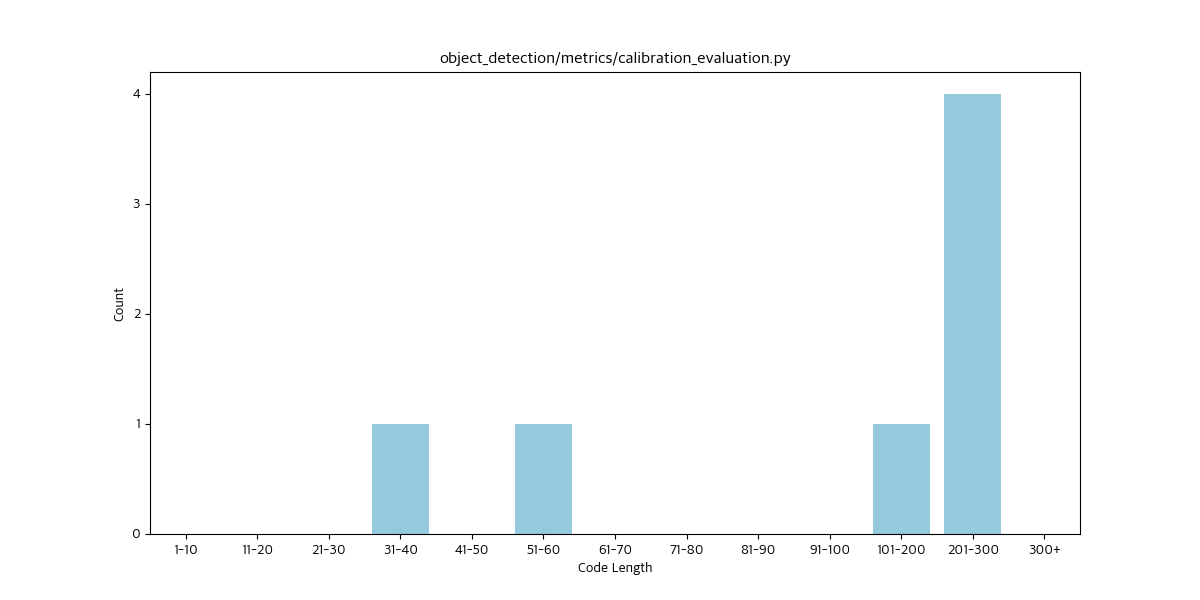 object_detection/metrics/calibration_evaluation.py
4
3
2
1
0
Count
1-10 11-20 21-30 31-40 41-50 51-60 61-70 71-80 81-90 91-100 101-200 201-300 300+
Code Length